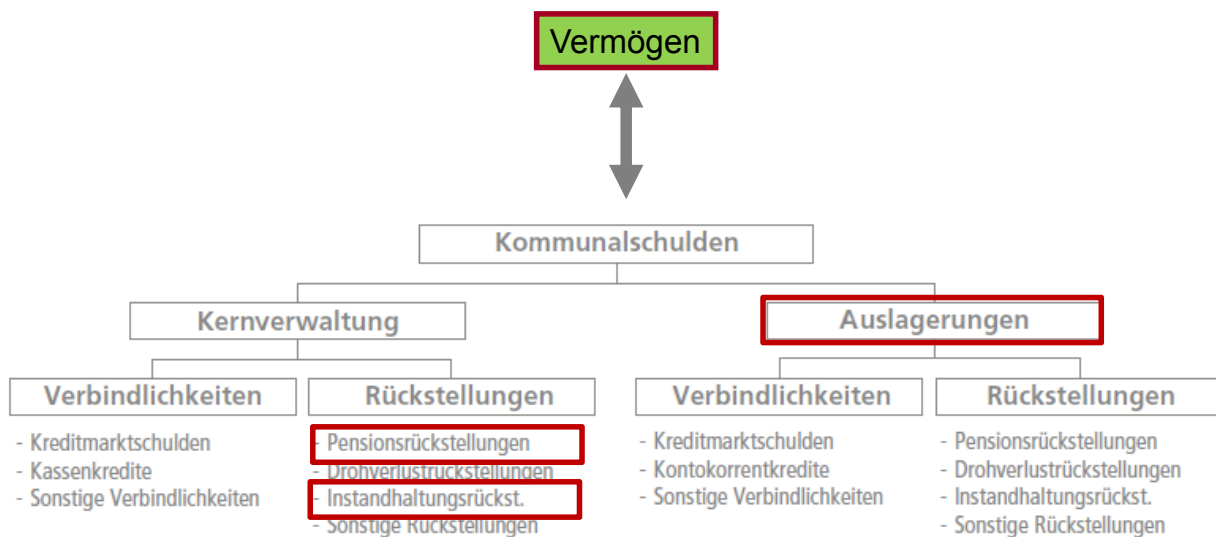 Vermögen
Kommunalschulden
Kernverwaltung
Auslagerungen
Verbindlichkeiten
Rückstellungen
Verbindlichkeiten
Rückstellungen
- Kreditmarktschulden
- Kassenkredite
- Sonstige Verbindlichkeiten
- Pensionsrückstellungen
- Drohverlustrückstellungen
- Instandhaltungsrückst.
- Sonstige Rückstellungen
- Kreditmarktschulden
- Kontokorrentkredite
- Sonstige Verbindlichkeiten
- Pensionsrückstellungen
- Drohverlustrückstellungen
- Instandhaltungsrückst.
- Sonstige Rückstellungen